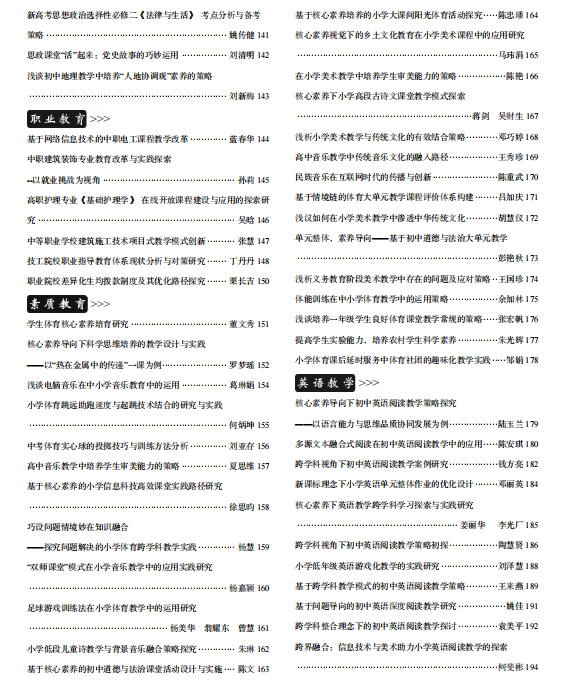 新高考思想政治选择性必修二《法律与生活》 考点分析与备考
策略 ······ 姚传健 141
思政课堂“活”起来:党史故事的巧妙运用 ······ 刘清明 142
浅谈初中地理教学中培养“人地协调观”素养的策略
······ 刘新梅 143
职业教育 >>>
基于网络信息技术的中职电工课程教学改革 ······ 蓝春华 144
中职建筑装饰专业教育改革与实践探索
--以就业挑战为视角 ······ 孙莉 145
高职护理专业《基础护理学》 在线开放课程建设与应用的探索研
究 ······ 吴晗 146
中等职业学校建筑施工技术项目式教学模式创新 ······ 张慧 147
技工院校职业指导教育体系现状分析与对策研究 ······ 丁丹丹 148
职业院校差异化生均拨款制度及其优化路径探究 ······ 栗长吉 150
素质教育 >>>
学生体育核心素养培育研究 ······ 董文秀 151
核心素养导向下科学思维培养的教学设计与实践
——以“热在金属中的传递”一课为例 ······ 罗梦瑶 152
浅谈电脑音乐在中小学音乐教育中的运用 ······ 葛琳娟 154
小学体育跳远助跑速度与起跳技术结合的研究与实践
······ 何炳坤 155
中考体育实心球的投掷技巧与训练方法分析 ······ 刘亚存 156
高中音乐教学中培养学生审美能力的策略 ······ 夏思维 157
基于核心素养的小学信息科技高效课堂实践路径研究
······ 徐思昀 158
巧设问题情境妙在知识融合
——探究问题解决的小学体育跨学科教学实践 ······ 杨慧 159
“双师课堂”模式在小学音乐教学中的应用实践研究
······ 杨嘉颖 160
足球游戏训练法在小学体育教学中的运用研究
······ 杨美华 翁耀东 曾慧 161
小学低段儿童诗教学与背景音乐融合策略探究 ······ 朱琳 162
基于核心素养的初中道德与法治课堂活动设计与实施 ······ 陈文 163
基于核心素养培养的小学大课间阳光体育活动探究 ······ 陈忠璠 164
核心素养视觉下的乡土文化教育在小学美术课程中的应用研究
······ 马玮涓 165
在小学美术教学中培养学生审美能力的策略 ······ 陈艳 166
核心素养下小学高段古诗文课堂教学模式探索
······ 蒋剑 吴财生 167
浅析小学美术教学与传统文化的有效结合策略 ······ 邓巧婷 168
高中音乐教学中传统音乐文化的融入路径 ······ 王秀珍 169
民族音乐在互联网时代的传播与创新 ······ 陈重武 170
基于情境链的体育大单元教学课程评价体系构建 ······ 吕加庆 171
浅议如何在小学美术教学中渗透中华传统文化 ······ 胡慧仪 172
单元整体,素养导向——基于初中道德与法治大单元教学
······ 彭艳秋 173
浅析义务教育阶段美术教学中存在的问题及应对策略 ······ 王国珍 174
体能训练在中小学体育教学中的运用策略 ······ 余加林 175
浅谈培养一年级学生良好体育课堂教学常规的策略 ······ 张宏帆 176
提高学生实验能力,培养农村学生科学素养 ······ 朱光辉 177
小学体育课后延时服务中体育社团的趣味化教学实践 ······ 邹娟 178
英语教学 >>>
核心素养导向下初中英语阅读教学策略探究
——以语言能力与思维品质协同发展为例 ······ 陆玉兰 179
多源文本融合式阅读在初中英语阅读教学中的应用 ······ 陈安琪 180
跨学科视角下初中英语阅读教学案例研究 ······ 钱方亮 182
新课标理念下小学英语单元整体作业的优化设计 ······ 邓丽英 184
核心素养下英语教学跨学科学习探索与实践研究
······ 姜丽华 李光厂 185
跨学科视角下初中英语阅读教学策略初探 ······ 陶慧贤 186
小学低年级英语游戏化教学的实践研究 ······ 刘泽慧 188
基于跨学科教学模式的初中英语阅读教学策略 ······ 王来燕 189
基于问题导向的初中英语深度阅读教学研究 ······ 姚佳 191
跨学科整合理念下的初中英语阅读教学探讨 ······ 袁美平 192
跨界融合:信息技术与美术助力小学英语阅读教学的探索
······ 柯斐彬 194